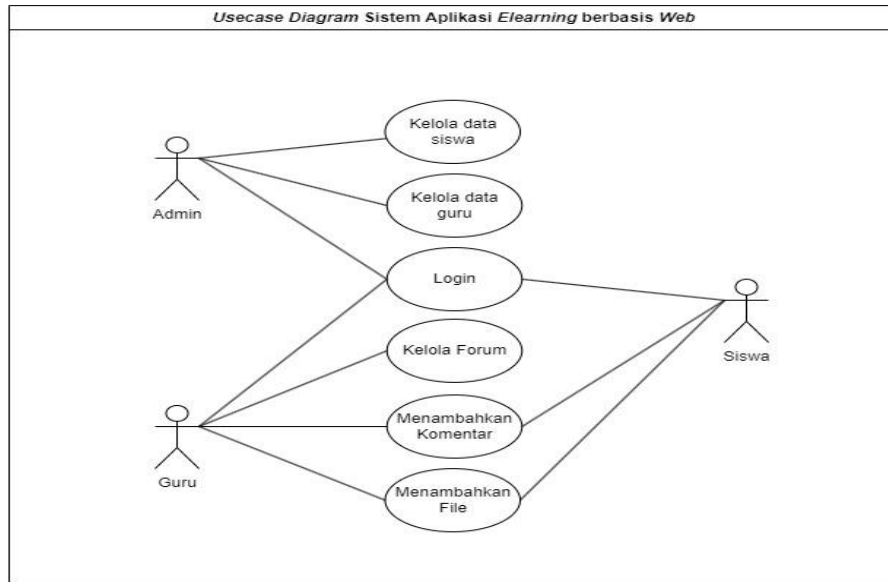 Usecase Diagram Sistem Aplikasi Elearning berbasis Web
Kelola data
siswa
Admin
Kelola data
guru
Login
Siswa
Kelola Forum
Guru
Menambahkan
Komentar
Menambahkan
File